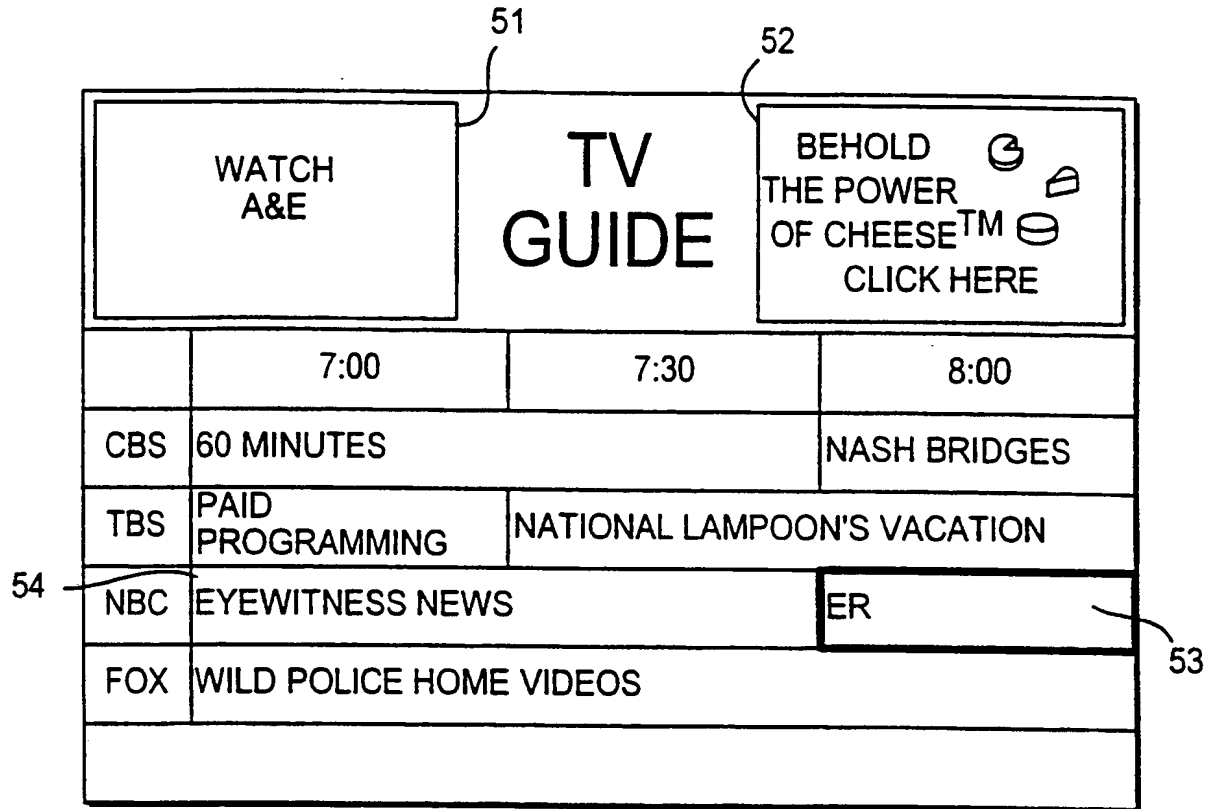 51
52
WATCH
A&E
TV
GUIDE
BEHOLD
THE POWER
OF CHEESE™
CLICK HERE
7:00 7:30 8:00
CBS 60 MINUTES NASH BRIDGES
TBS PAID
PROGRAMMING NATIONAL LAMPOON'S VACATION
54
NBC EYEWITNESS NEWS ER
53
FOX WILD POLICE HOME VIDEOS